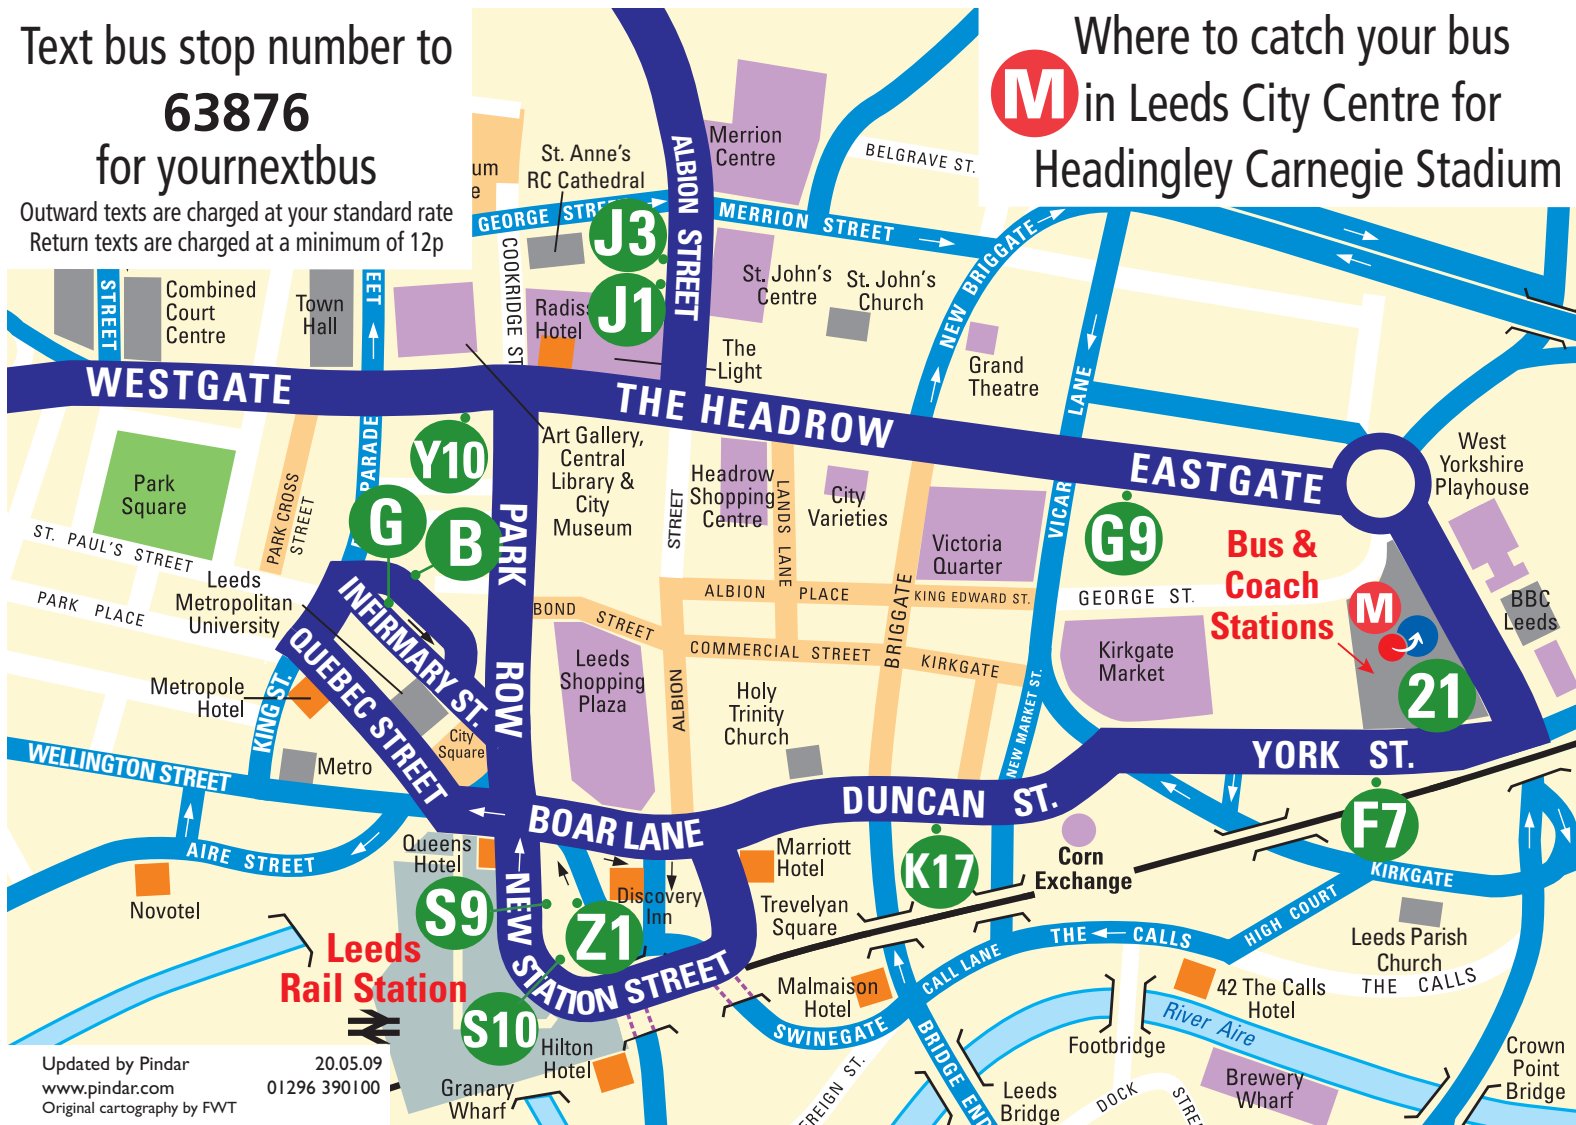 Text bus stop number to
63876
for yournextbus
Outward texts are charged at your standard rate
Return texts are charged at a minimum of 12p
Where to catch your bus
M
in Leeds City Centre for
Headingley Carnegie Stadium
um
e
St. Anne's
RC Cathedral
Merrion
Centre
BELGRAVE ST.
ALBION STREET
GEORGE STREET
J3
MERRION STREET
NEW BRIGGATE
COOKRIDGE ST.
STREET
Combined
Court
Centre
Town
Hall
EET
Radiss
Hotel
J1
St. John's
Centre
St. John's
Church
The
Light
Grand
Theatre
LANE
WESTGATE
THE HEADROW
EASTGATE
West
Yorkshire
Playhouse
Park
Square
PARK CROSS
STREET
PARADE
Y10
Art Gallery,
Central
Library &
City
Museum
Headrow
Shopping
Centre
LANDS LANE
City
Varieties
STREET
Victoria
Quarter
VICAR
G9
Bus &
Coach
Stations
M
BBC
Leeds
21
G
B
PARK
ROW
ST. PAUL'S STREET
PARK PLACE
Leeds
Metropolitan
University
INFIRMARY ST.
QUEBEC STREET
BOND STREET
ALBION PLACE
KING EDWARD ST.
GEORGE ST.
BRIGGATE
COMMERCIAL STREET
KIRKGATE
Kirkgate
Market
Leeds
Shopping
Plaza
ALBION
Holy
Trinity
Church
NEW MARKET ST.
Metropole
Hotel
KING ST.
City
Square
Metro
WELLINGTON STREET
YORK ST.
DUNCAN ST.
BOAR LANE
F7
AIRE STREET
Novotel
Queens
Hotel
Marriott
Hotel
K17
Corn
Exchange
KIRKGATE
S9
NEW STATION STREET
Z1
Discovery
Inn
Trevelyan
Square
HIGH COURT
Leeds Parish
Church
THE CALLS
THE CALLS
CALL LANE
Leeds
Rail Station
S10
Malmaison
Hotel
42 The Calls
Hotel
SWINEGATE
BRIDGE END
River Aire
Footbridge
Hilton
Hotel
Granary
Wharf
EREIGN ST.
Leeds
Bridge
DOCK
STREE
Brewery
Wharf
Crown
Point
Bridge
Updated by Pindar 20.05.09
www.pindar.com 01296 390100
Original cartography by FWT